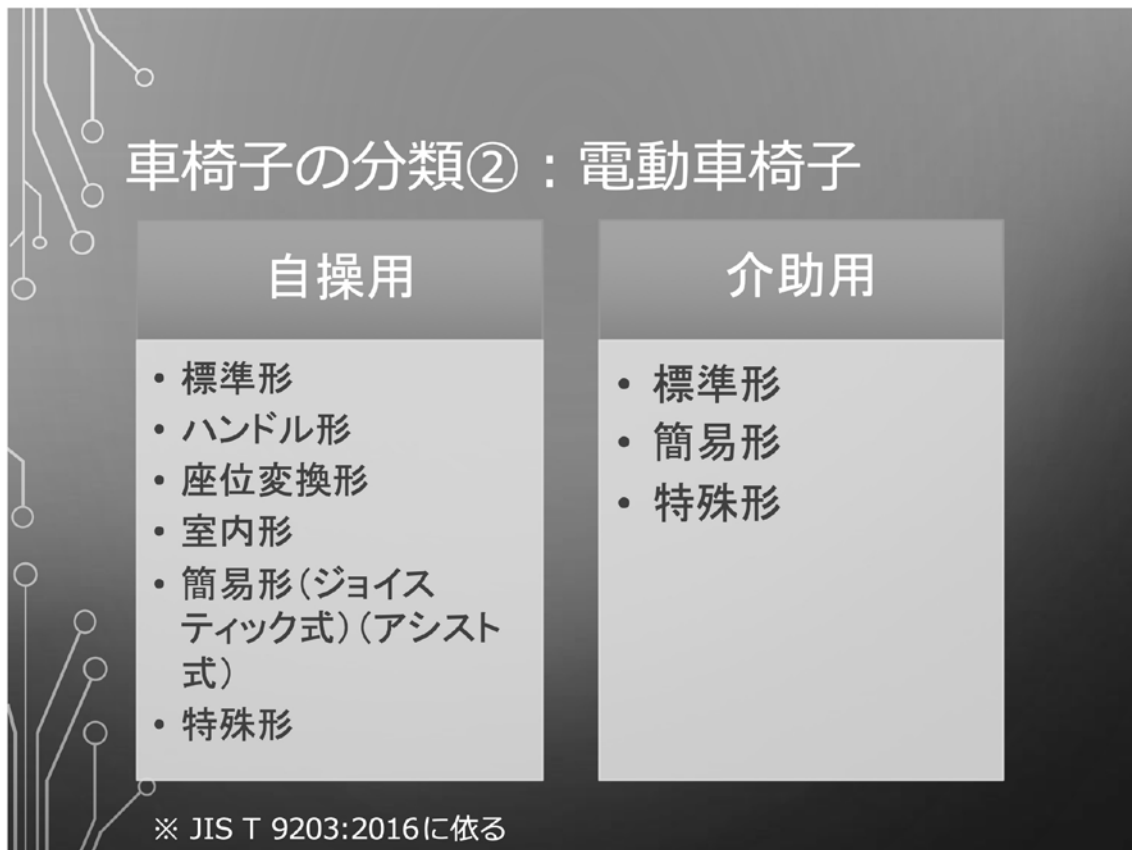 車椅子の分類②：電動車椅子
自操用
• 標準形
• ハンドル形
• 座位変換形
• 室内形
• 簡易形（ジョイス
ティック式）（アシスト
式）
• 特殊形
介助用
• 標準形
• 簡易形
• 特殊形
※ JIS T 9203:2016に依る